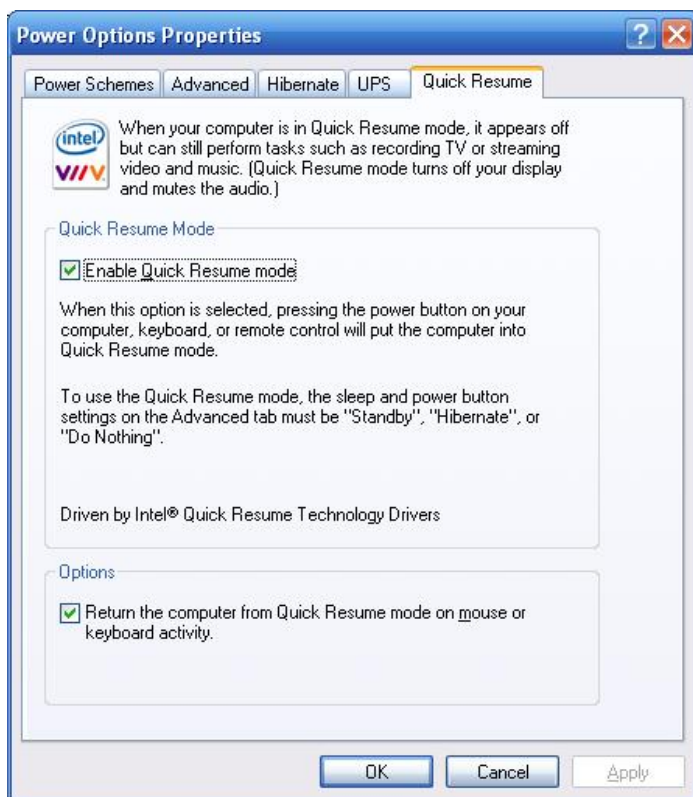 Power Options Properties
Power Schemes Advanced Hibernate UPS Quick Resume
intel
VIIV
When your computer is in Quick Resume mode, it appears off
but can still perform tasks such as recording TV or streaming
video and music. (Quick Resume mode turns off your display
and mutes the audio.)
Quick Resume Mode
Enable Quick Resume mode
When this option is selected, pressing the power button on your
computer, keyboard, or remote control will put the computer into
Quick Resume mode.
To use the Quick Resume mode, the sleep and power button
settings on the Advanced tab must be "Standby", "Hibernate", or
"Do Nothing".
Driven by Intel® Quick Resume Technology Drivers
Options
Return the computer from Quick Resume mode on mouse or
keyboard activity.
OK Cancel Apply